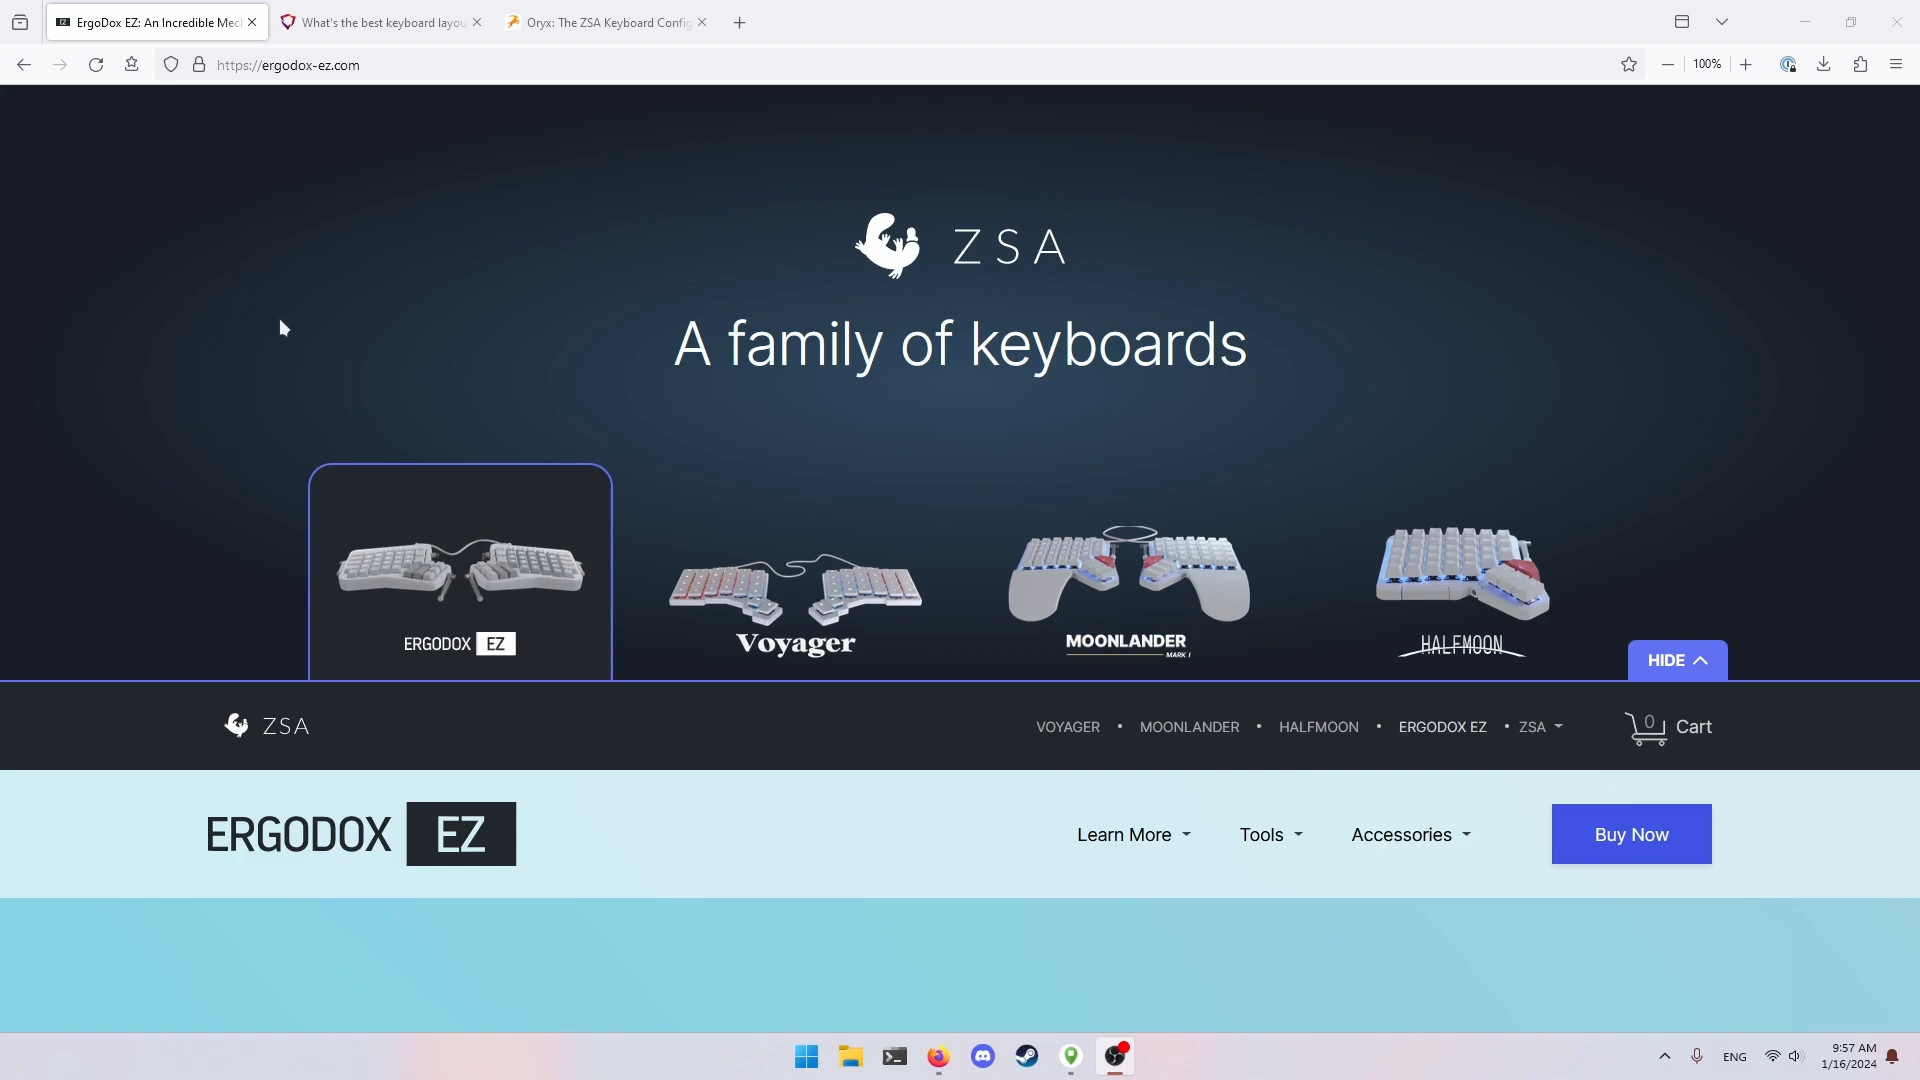 ErgoDox EZ: An Incredible Mec
What's the best keyboard layou
Oryx: The ZSA Keyboard Config
https://ergodox-ez.com
100%
ZSA
A family of keyboards
ERGODOX EZ
Voyager
MOONLANDER
MARK I
HALFMOON
HIDE
ZSA
VOYAGER • MOONLANDER • HALFMOON • ERGODOX EZ • ZSA
0 Cart
ERGODOX EZ
Learn More
Tools
Accessories
Buy Now
ENG
9:57 AM
1/16/2024